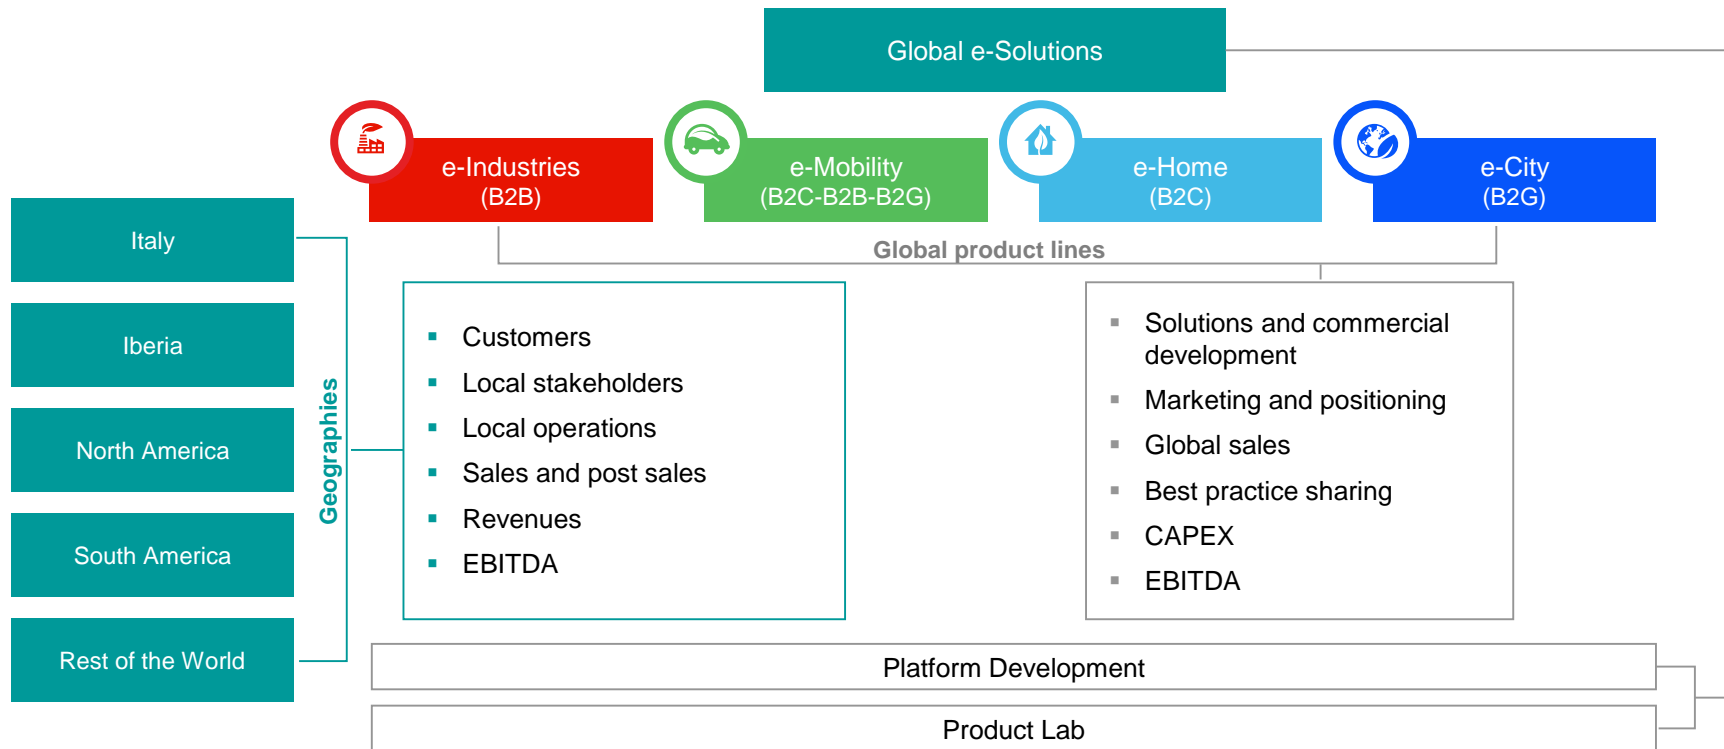 Global e-Solutions
e-Industries
(B2B)
e-Mobility
(B2C-B2B-B2G)
e-Home
(B2C)
e-City
(B2G)
Global product lines
Italy
Iberia
North America
South America
Rest of the World
Geographies
▪ Customers
▪ Local stakeholders
▪ Local operations
▪ Sales and post sales
▪ Revenues
▪ EBITDA
▪ Solutions and commercial
development
▪ Marketing and positioning
▪ Global sales
▪ Best practice sharing
▪ CAPEX
▪ EBITDA
Platform Development
Product Lab